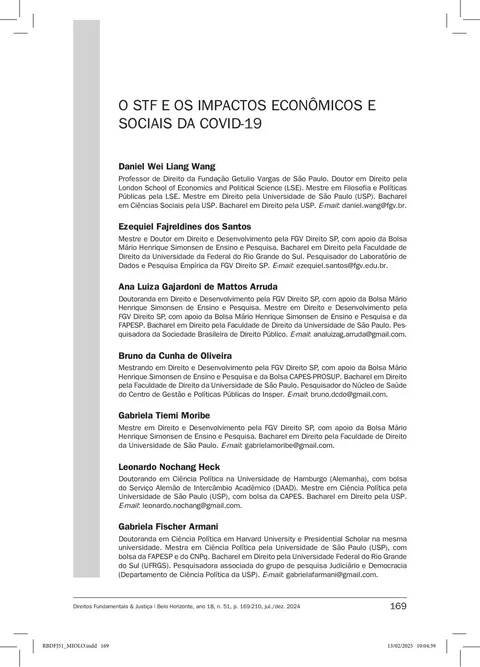 O STF E OS IMPACTOS ECONÔMICOS E
SOCIAIS DA COVID-19
Daniel Wei Liang Wang
Professor de Direito da Fundação Getulio Vargas de São Paulo. Doutor em Direito pela
London School of Economics and Political Science (LSE). Mestre em Filosofia e Políticas
Públicas pela LSE. Mestre em Direito pela Universidade de São Paulo (USP). Bacharel
em Ciências Sociais pela USP. Bacharel em Direito pela USP. E-mail: daniel.wang@fgv.br.
Ezequiel Fajreldines dos Santos
Mestre e Doutor em Direito e Desenvolvimento pela FGV Direito SP, com apoio da Bolsa
Mário Henrique Simonsen de Ensino e Pesquisa. Bacharel em Direito pela Faculdade de
Direito da Universidade da Federal do Rio Grande do Sul. Pesquisador do Laboratório de
Dados e Pesquisa Empírica da FGV Direito SP. E-mail: ezequiel.santos@fgv.edu.br.
Ana Luiza Gajardoni de Mattos Arruda
Doutoranda em Direito e Desenvolvimento pela FGV Direito SP, com apoio da Bolsa Mário
Henrique Simonsen de Ensino e Pesquisa. Mestre em Direito e Desenvolvimento pela
FGV Direito SP, com apoio da Bolsa Mário Henrique Simonsen de Ensino e Pesquisa e da
FAPESP. Bacharel em Direito pela Faculdade de Direito da Universidade de São Paulo. Pes-
quisadora da Sociedade Brasileira de Direito Público. E-mail: analuizag.arruda@gmail.com.
Bruno da Cunha de Oliveira
Mestrando em Direito e Desenvolvimento pela FGV Direito SP, com apoio da Bolsa Mário
Henrique Simonsen de Ensino e Pesquisa e da Bolsa CAPES-PROSUP. Bacharel em Direito
pela Faculdade de Direito da Universidade de São Paulo. Pesquisador do Núcleo de Saúde
do Centro de Gestão e Políticas Públicas do Insper. E-mail: bruno.dcdo@gmail.com.
Gabriela Tiemi Moribe
Mestre em Direito e Desenvolvimento pela FGV Direito SP, com apoio da Bolsa Mário
Henrique Simonsen de Ensino e Pesquisa. Bacharel em Direito pela Faculdade de Direito
da Universidade de São Paulo. E-mail: gabrielamoribe@gmail.com.
Leonardo Nochang Heck
Doutorando em Ciência Política na Universidade de Hamburgo (Alemanha), com bolsa
do Serviço Alemão de Intercâmbio Acadêmico (DAAD). Mestre em Ciência Política pela
Universidade de São Paulo (USP), com bolsa da CAPES. Bacharel em Direito pela USP.
E-mail: leonardo.nochang@gmail.com.
Gabriela Fischer Armani
Doutoranda em Ciência Política em Harvard University e Presidential Scholar na mesma
universidade. Mestra em Ciência Política pela Universidade de São Paulo (USP), com
bolsa da FAPESP e do CNPq. Bacharel em Direito pela Universidade Federal do Rio Grande
do Sul (UFRGS). Pesquisadora associada do grupo de pesquisa Judiciário e Democracia
(Departamento de Ciência Política da USP). E-mail: gabrielafarmani@gmail.com.
Direitos Fundamentais & Justiça | Belo Horizonte, ano 18, n. 51, p. 169-210, jul./dez. 2024 169
RBDFJ51_MIOLO.indd 169 13/02/2025 10:04:39